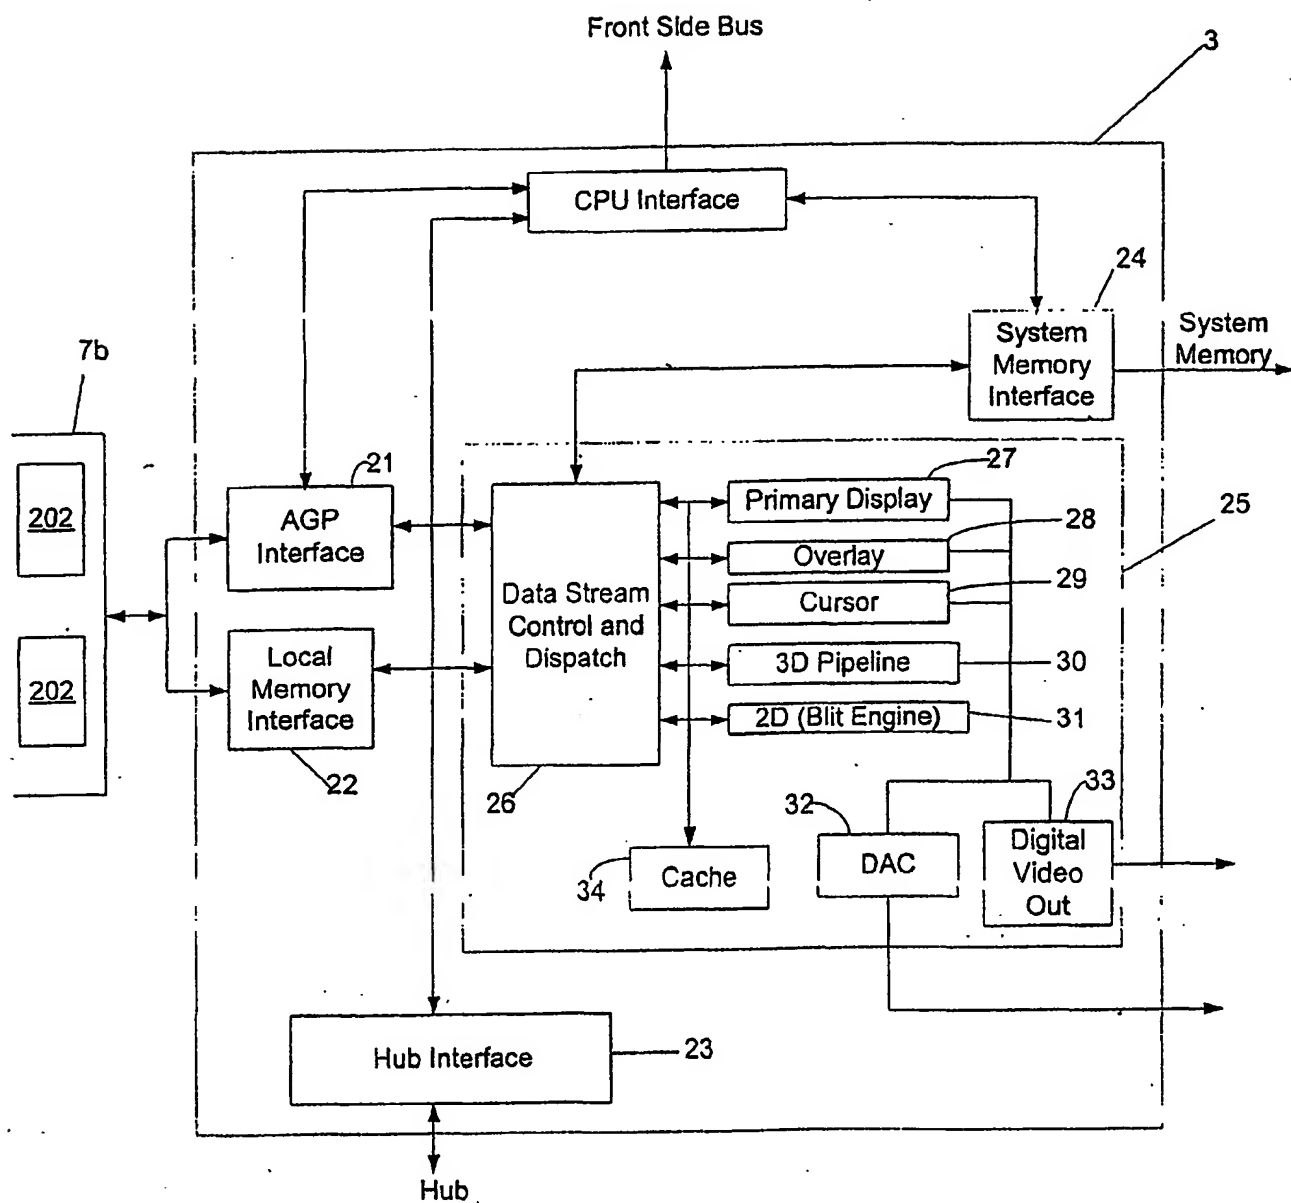 Front Side Bus
3
CPU Interface
24
System
Memory
Interface
System
Memory
7b
202
202
21
AGP
Interface
Local
Memory
Interface
22
Data Stream
Control and
Dispatch
26
27
Primary Display
28
Overlay
29
Cursor
25
3D Pipeline
30
2D (Blit Engine)
31
32
DAC
33
Digital
Video
Out
34
Cache
Hub Interface
23
Hub